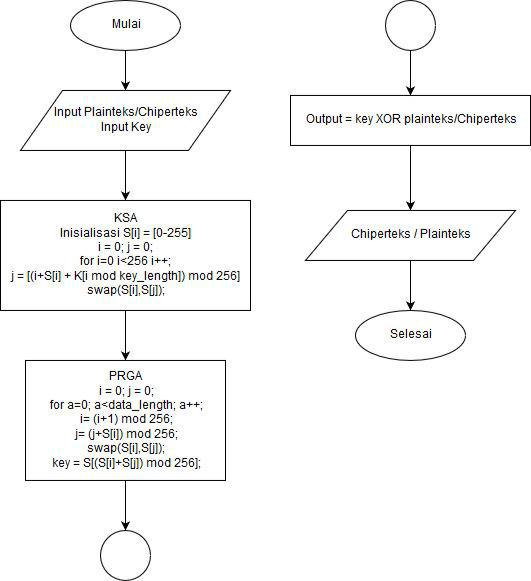 Mulai
Input Plainteks/Chiperteks
Input Key
KSA
Inisialisasi S[i] = [0-255]
i = 0; j = 0;
for i=0 i<256 i++;
j = [(i+S[i] + K[i mod key_length]) mod 256]
swap(S[i],S[j]);
PRGA
i = 0; j = 0;
for a=0; a<data_length; a++;
i= (i+1) mod 256;
j= (j+S[i]) mod 256;
swap(S[i],S[j]);
key = S[(S[i]+S[j]) mod 256];
Output = key XOR plainteks/Chiperteks
Chiperteks / Plainteks
Selesai